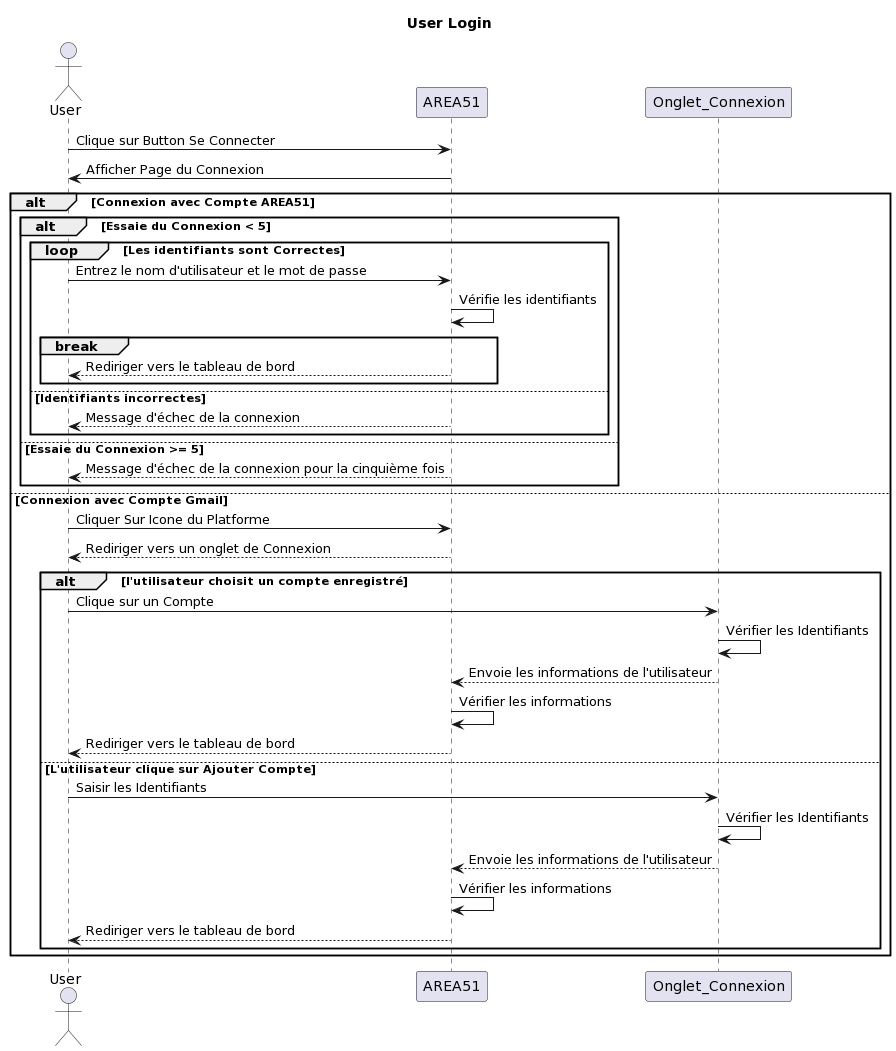 User Login
User
AREA51
Onglet_Connexion
Clique sur Button Se Connecter
Afficher Page du Connexion
alt [Connexion avec Compte AREA51]
alt [Essaie du Connexion < 5]
loop [Les identifiants sont Correctes]
Entrez le nom d'utilisateur et le mot de passe
Vérifie les identifiants
break
Rediriger vers le tableau de bord
[Identifiants incorrectes]
Message d'échec de la connexion
[Essaie du Connexion >= 5]
Message d'échec de la connexion pour la cinquième fois
[Connexion avec Compte Gmail]
Cliquer Sur Icone du Platforme
Rediriger vers un onglet de Connexion
alt [l'utilisateur choisit un compte enregistré]
Clique sur un Compte
Vérifier les Identifiants
Envoie les informations de l'utilisateur
Vérifier les informations
Rediriger vers le tableau de bord
[L'utilisateur clique sur Ajouter Compte]
Saisir les Identifiants
Vérifier les Identifiants
Envoie les informations de l'utilisateur
Vérifier les informations
Rediriger vers le tableau de bord
User
AREA51
Onglet_Connexion